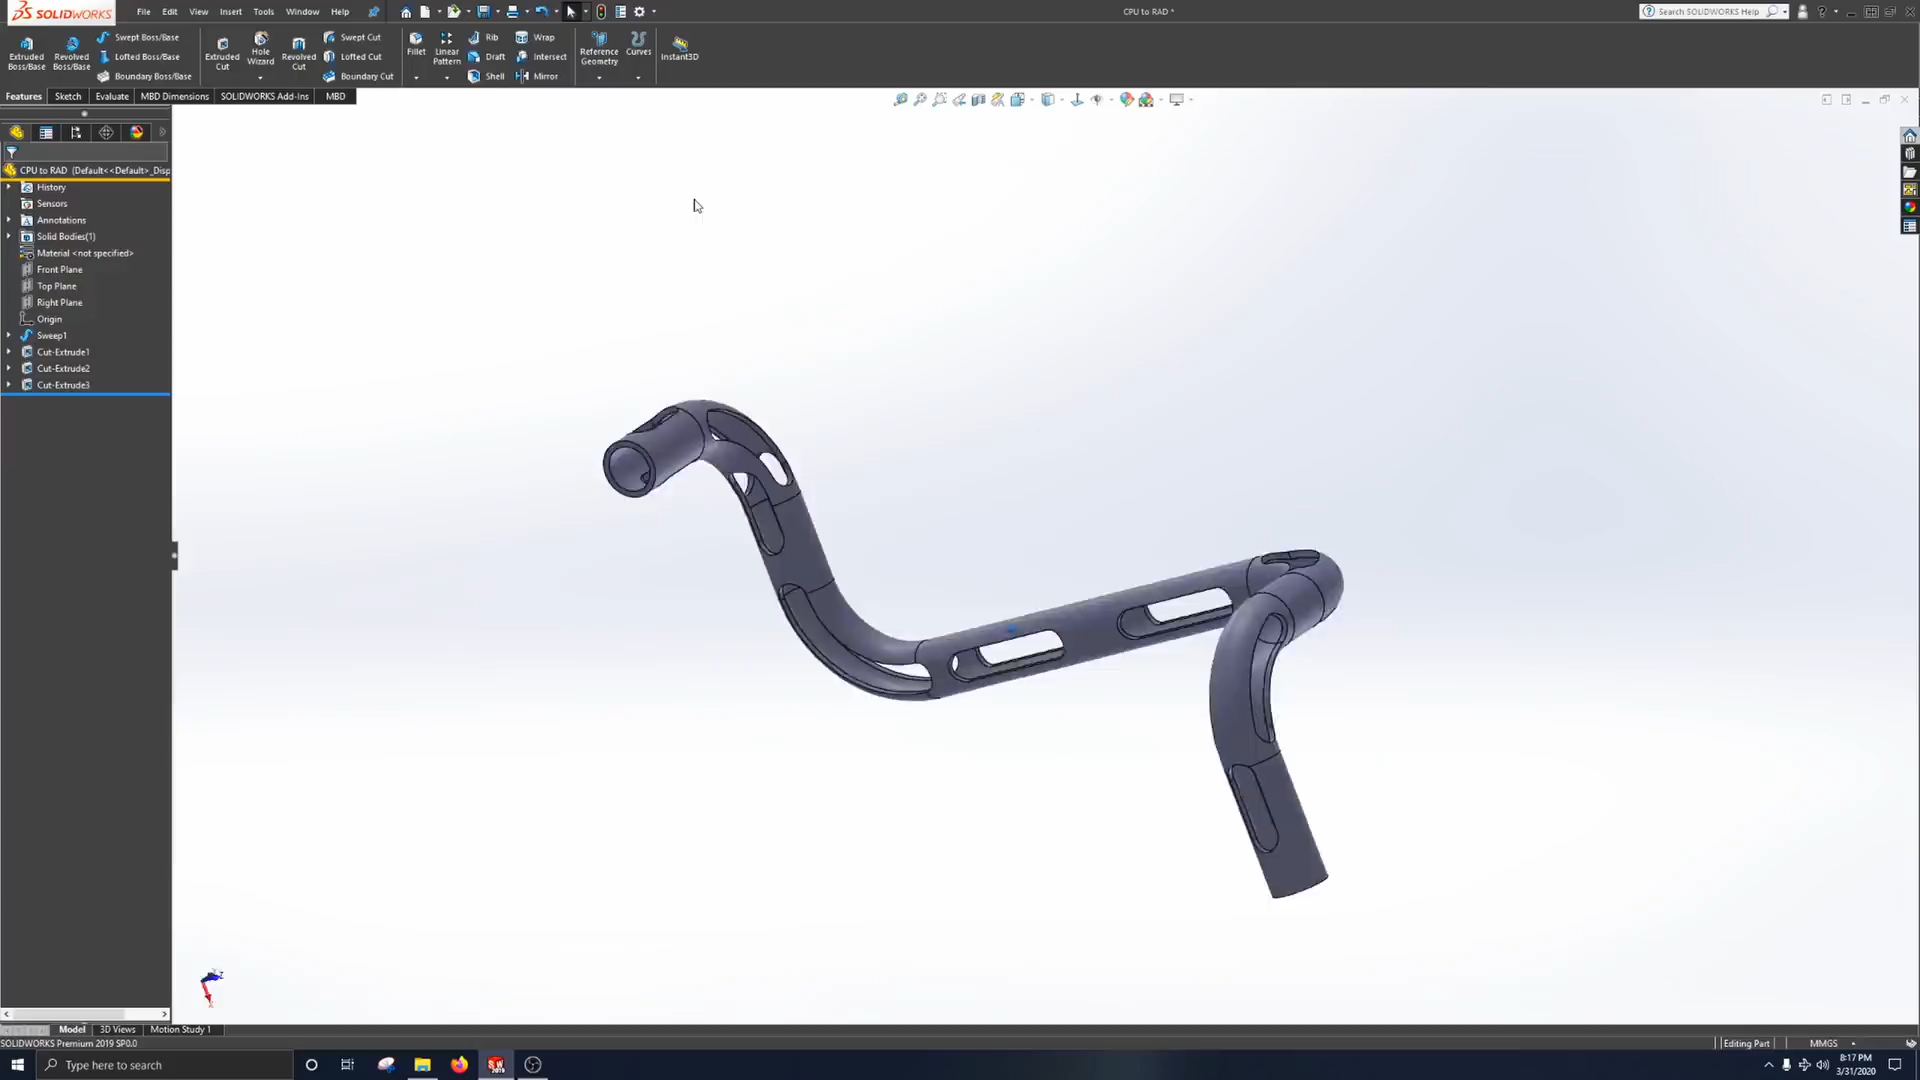 SOLIDWORKS File Edit View Insert Tools Window Help
CPU to RAD *
Search SOLIDWORKS Help
Extruded Boss/Base
Revolved Boss/Base
Swept Boss/Base
Lofted Boss/Base
Boundary Boss/Base
Extruded Cut
Hole Wizard
Revolved Cut
Swept Cut
Lofted Cut
Boundary Cut
Fillet
Linear Pattern
Rib
Draft
Shell
Wrap
Intersect
Mirror
Reference Geometry
Curves
Instant3D
Features Sketch Evaluate MBD Dimensions SOLIDWORKS Add-Ins MBD
CPU to RAD (Default<<Default>_Disp
History
Sensors
Annotations
Solid Bodies(1)
Material <not specified>
Front Plane
Top Plane
Right Plane
Origin
Sweep1
Cut-Extrude1
Cut-Extrude2
Cut-Extrude3
Model 3D Views Motion Study 1
SOLIDWORKS Premium 2019 SP0.0
Editing Part MMGS
Type here to search
8:17 PM
3/31/2020